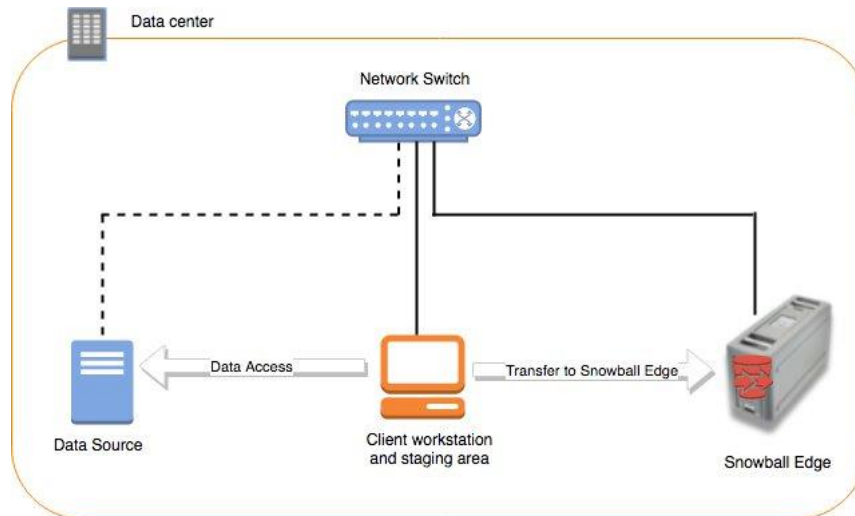 Data center
Network Switch
Data Access
Transfer to Snowball Edge
Data Source
Client workstation
and staging area
Snowball Edge